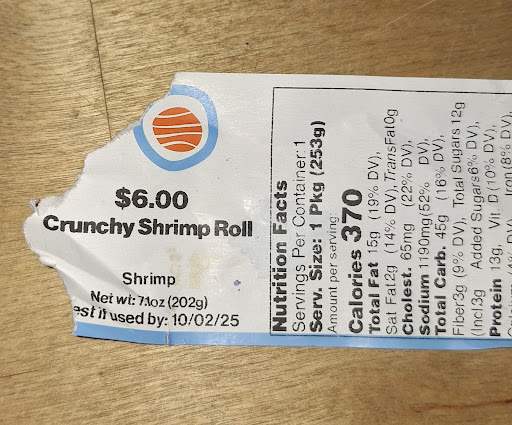 $6.00
Crunchy Shrimp Roll
Shrimp
Net wt: 7.1oz (202g)
est if used by: 10/02/25
Nutrition Facts
Servings Per Container: 1
Serv. Size: 1 Pkg (253g)
Amount per serving:
Calories 370
Total Fat 15g (19% DV),
Sat Fat2g (14% DV), TransFat0g
Cholest. 65mg (22% DV),
Sodium 1190mg(52% DV),
Total Carb. 45g (16% DV),
Fiber3g (9% DV), Total Sugars 12g
(Incl3g Added Sugars6% DV),
Protein 13g, Vit. D(10% DV),
Iron(8% DV),